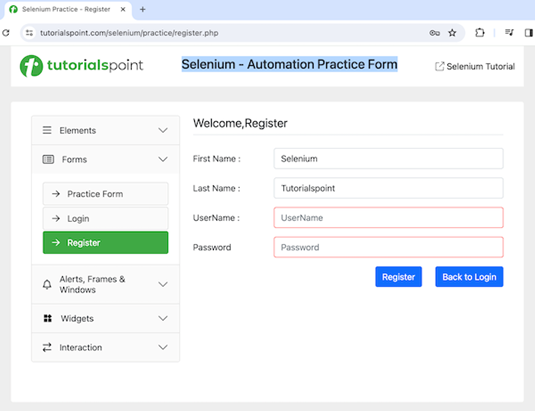 Selenium Practice - Register
tutorialspoint.com/selenium/practice/register.php
tutorialspoint
Selenium - Automation Practice Form
Selenium Tutorial
Elements
Forms
Practice Form
Login
Register
Alerts, Frames &
Windows
Widgets
Interaction
Welcome,Register
First Name :
Selenium
Last Name :
Tutorialspoint
UserName :
UserName
Password
Password
Register
Back to Login